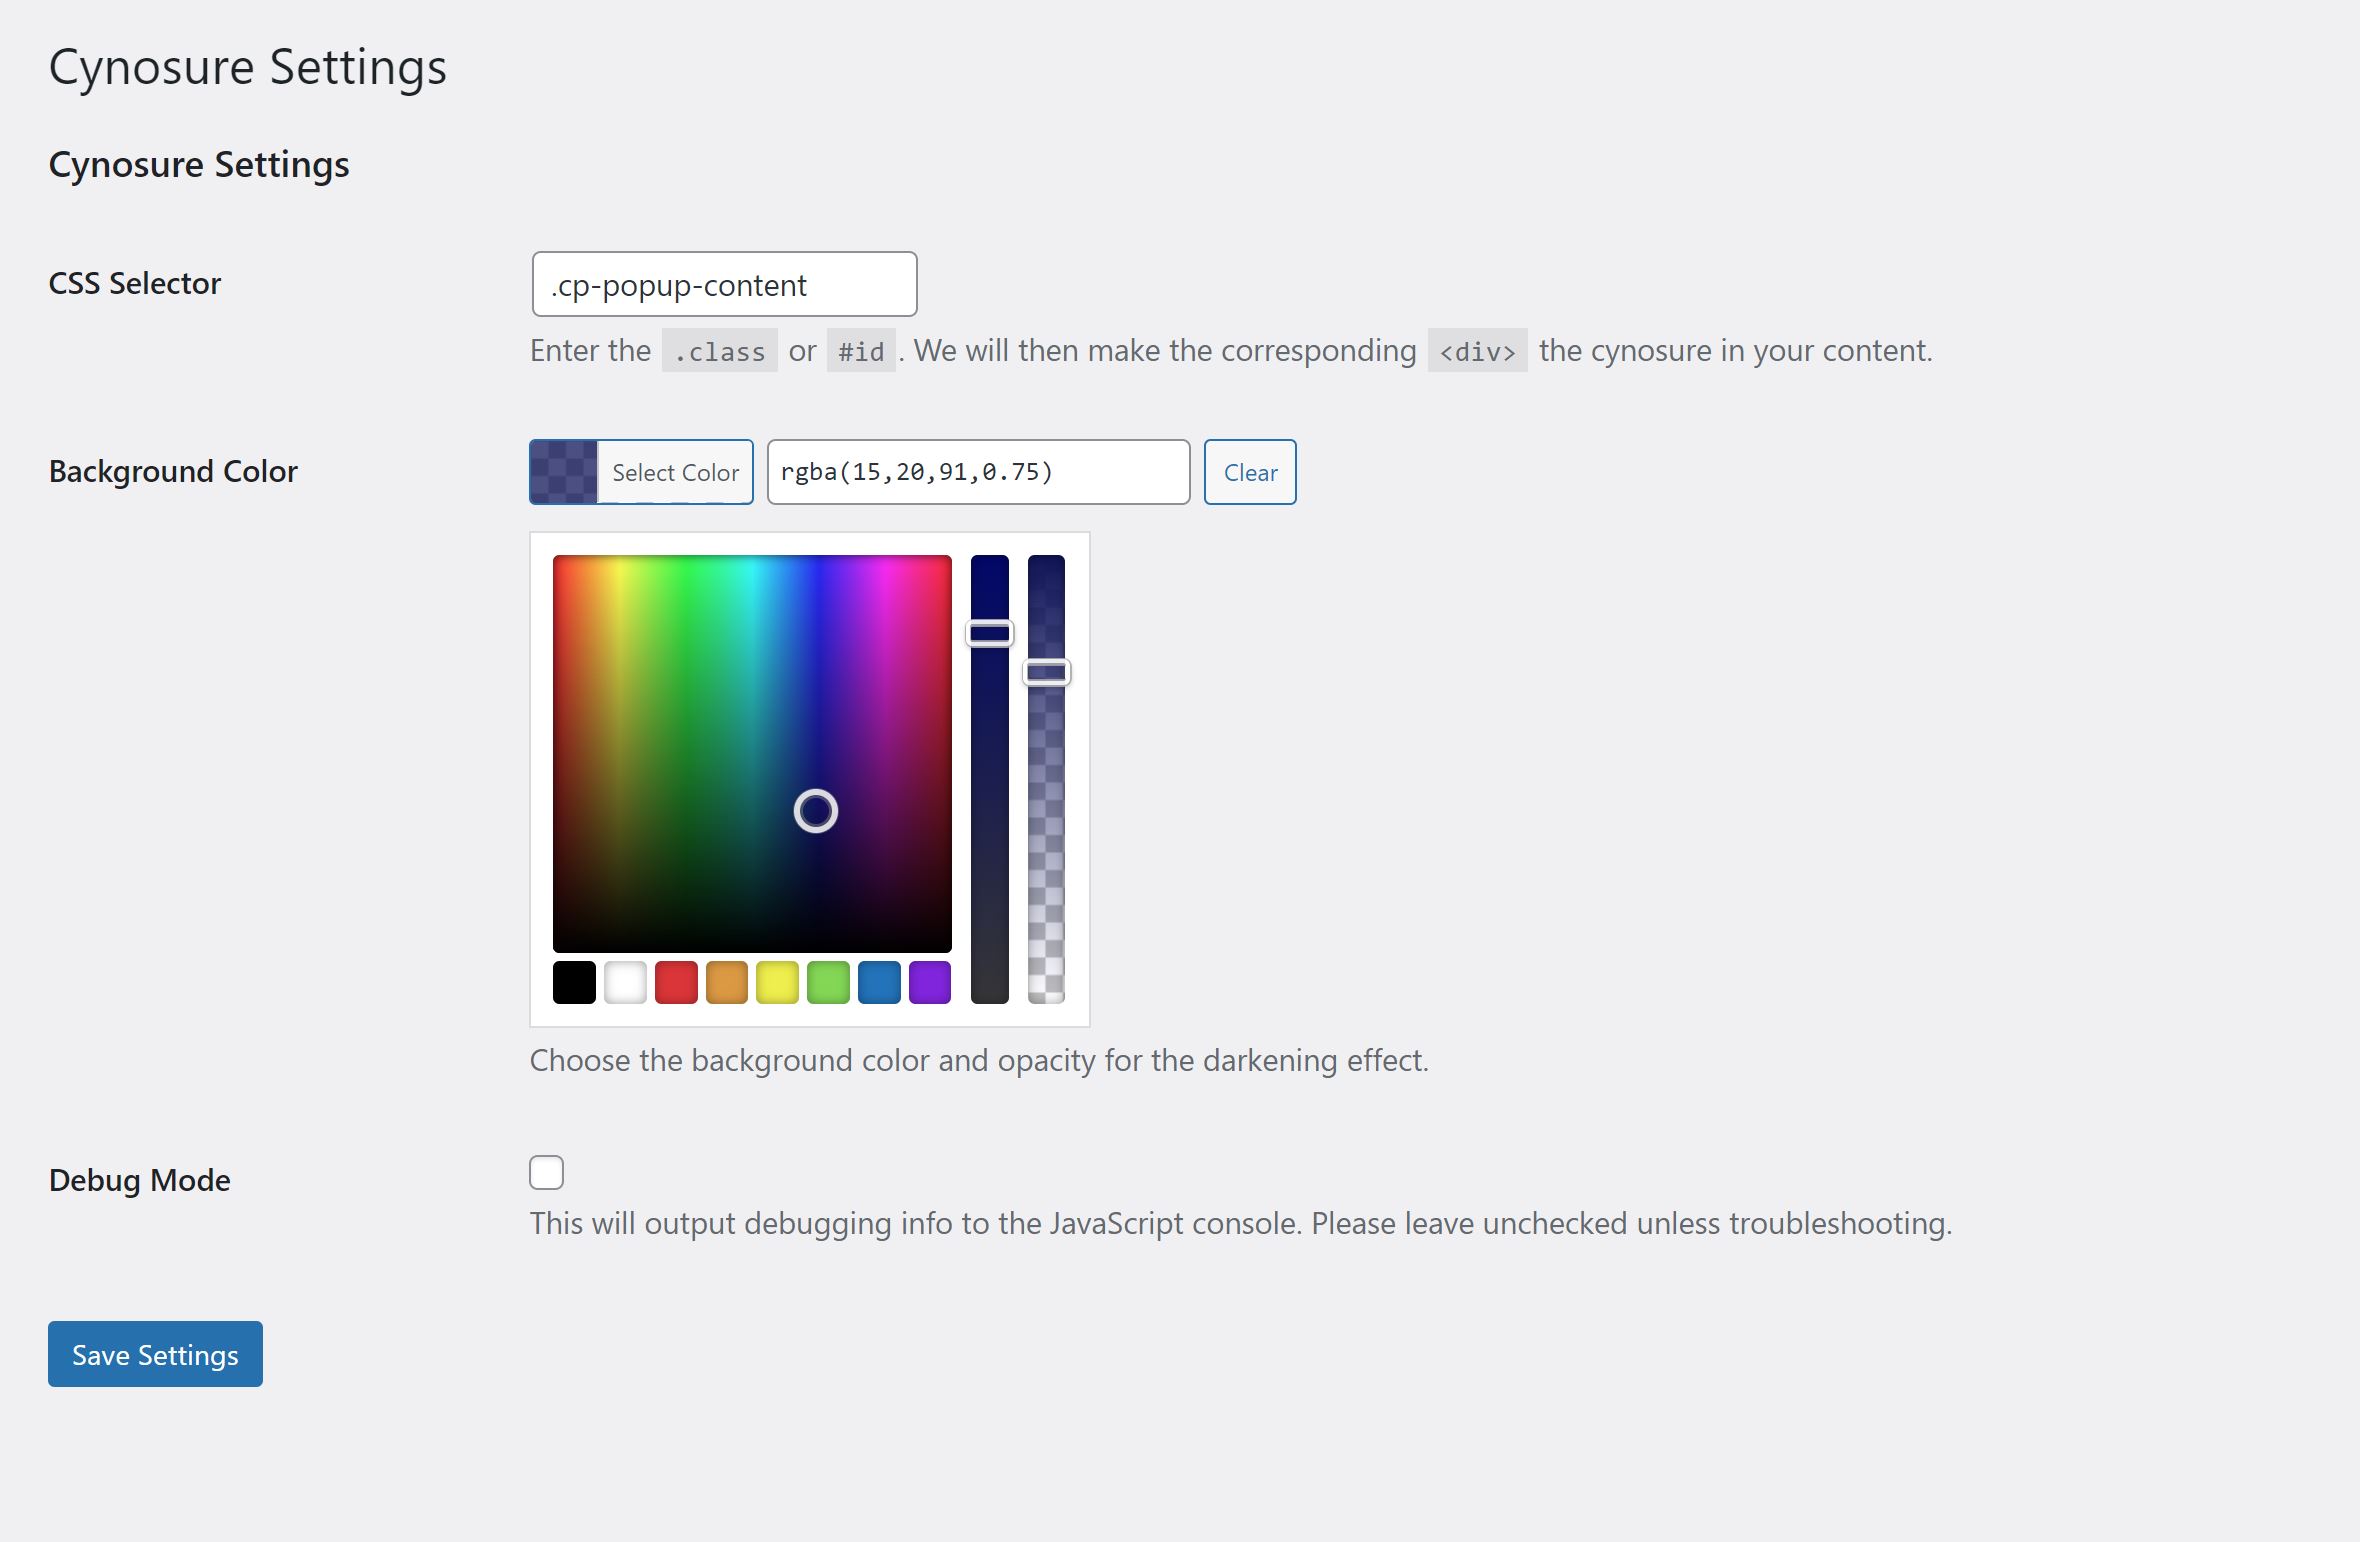 Cynosure Settings
Cynosure Settings
CSS Selector
.cp-popup-content
Enter the .class or #id. We will then make the corresponding <div> the cynosure in your content.
Background Color
Select Color
rgba(15,20,91,0.75)
Clear
Choose the background color and opacity for the darkening effect.
Debug Mode
This will output debugging info to the JavaScript console. Please leave unchecked unless troubleshooting.
Save Settings